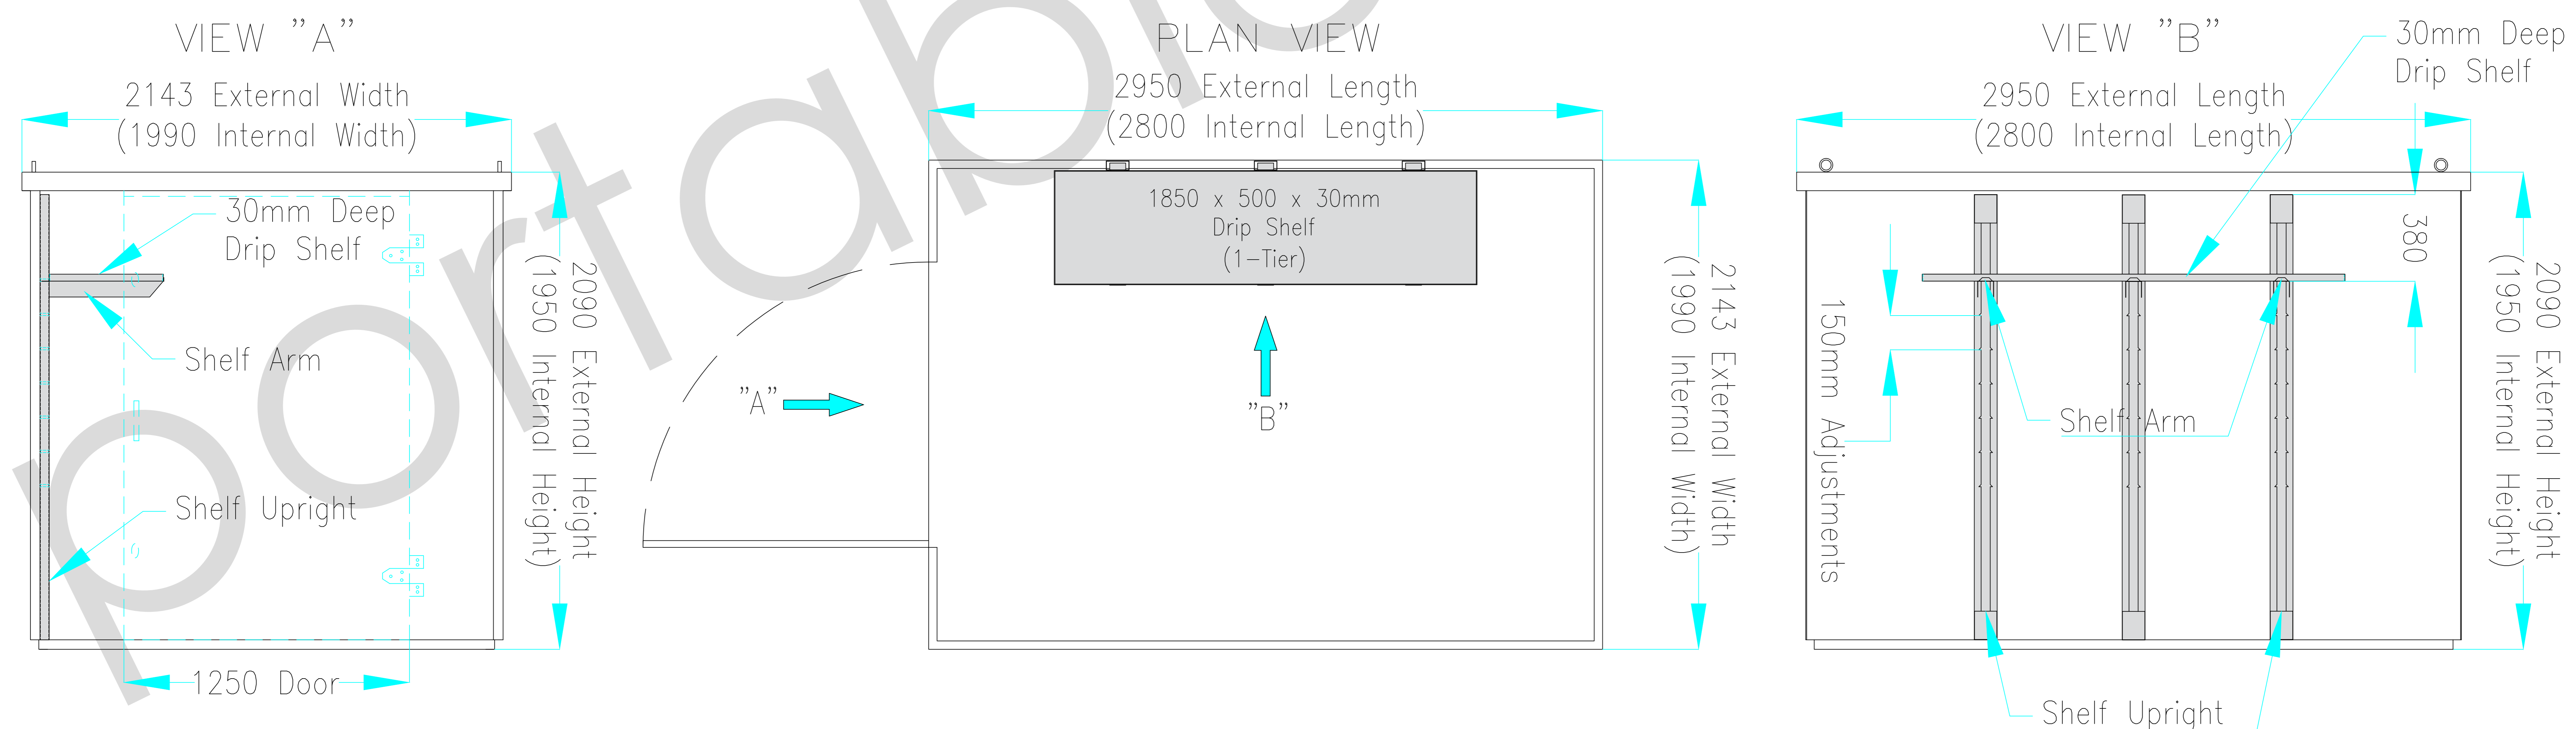 VIEW "A"
2143 External Width
(1990 Internal Width)
30mm Deep
Drip Shelf
Shelf Arm
Shelf Upright
1250 Door
2090 External Height
(1950 Internal Height)
PLAN VIEW
2950 External Length
(2800 Internal Length)
1850 x 500 x 30mm
Drip Shelf
(1-Tier)
"A"
"B"
2143 External Width
(1990 Internal Width)
VIEW "B"
30mm Deep
Drip Shelf
2950 External Length
(2800 Internal Length)
380
150mm Adjustments
Shelf Arm
2090 External Height
(1950 Internal Height)
Shelf Upright
portable